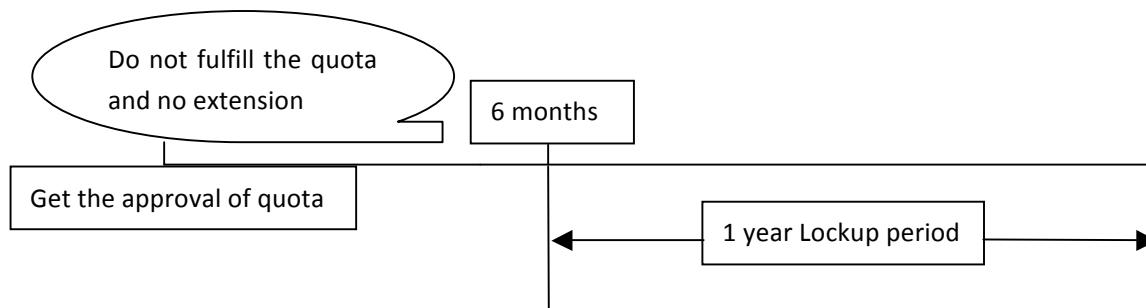 Do not fulfill the quota
and no extension
6 months
Get the approval of quota
1 year Lockup period